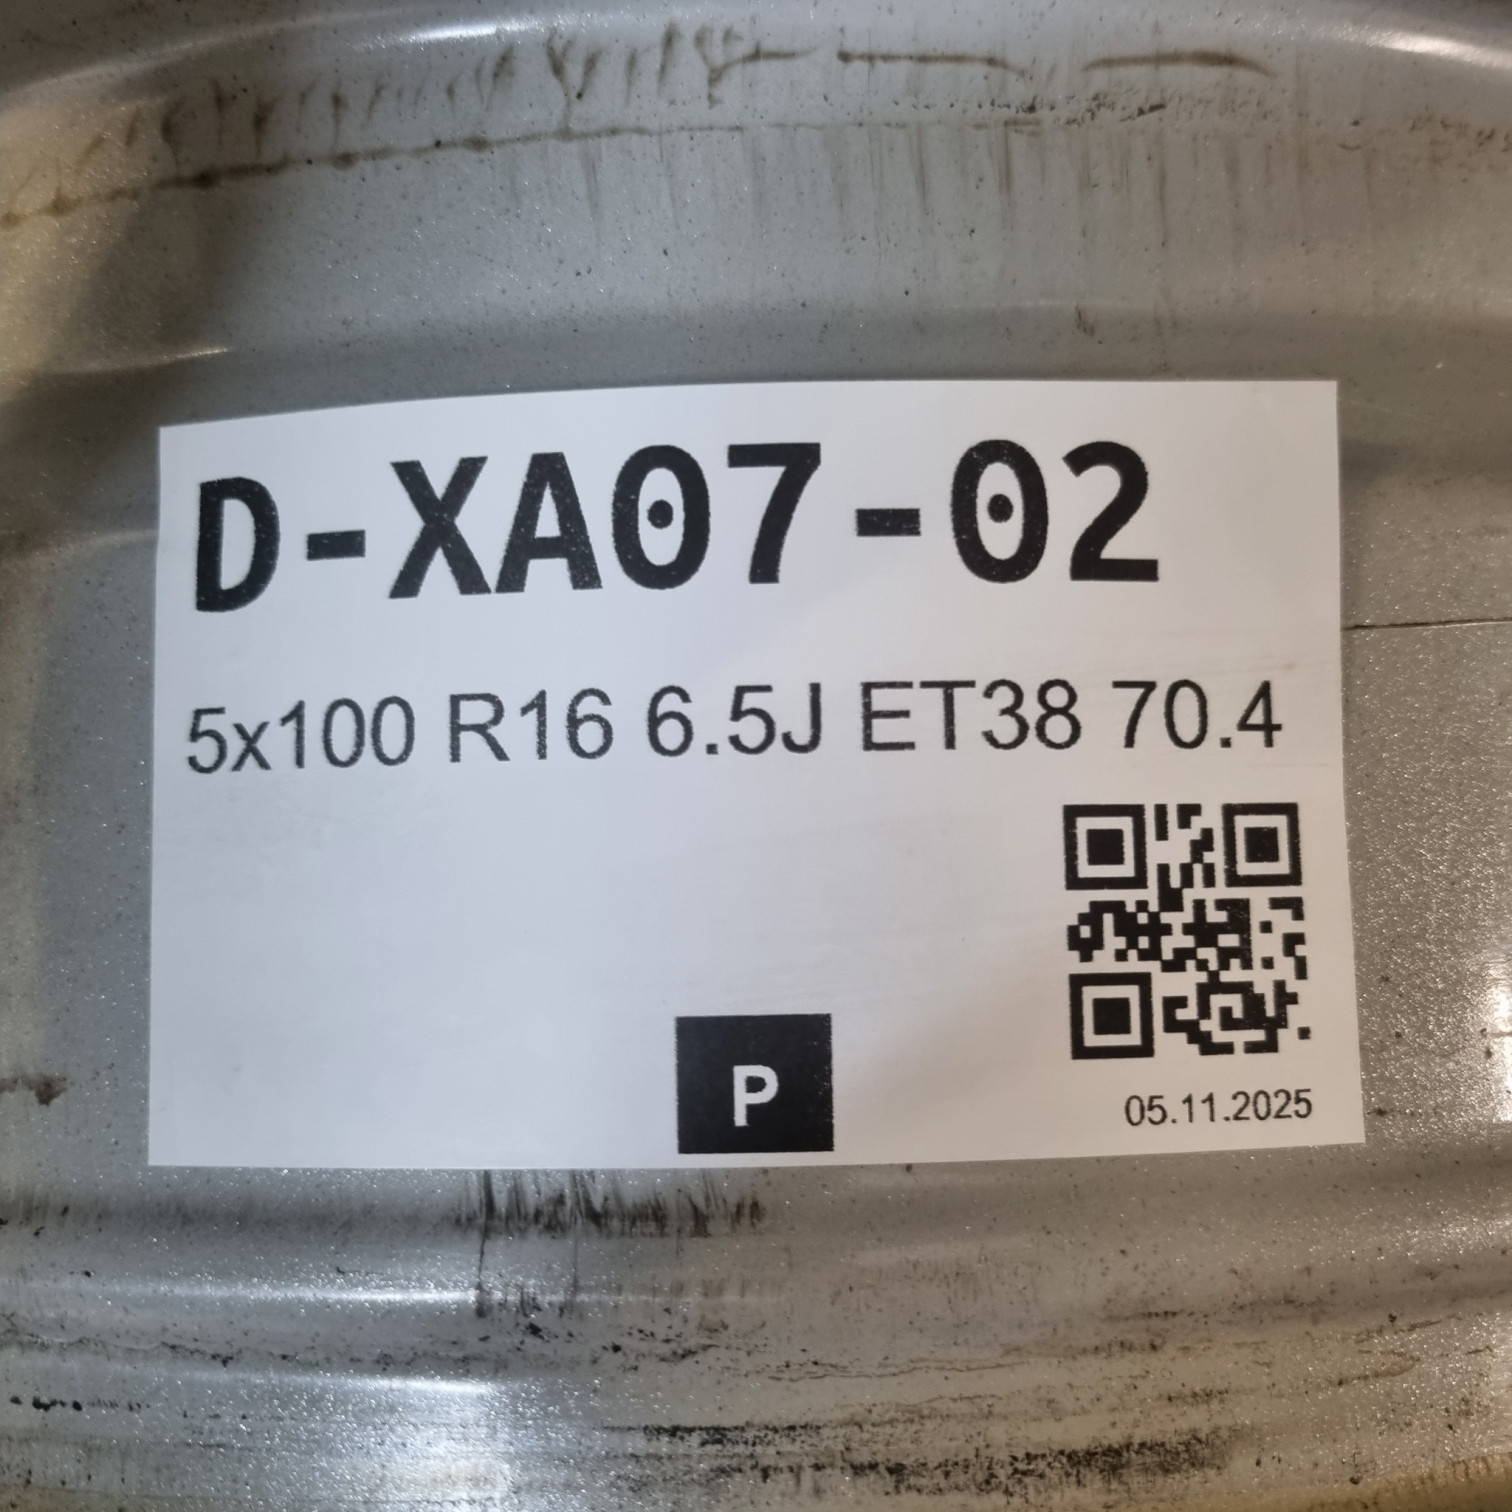 D-XA07-02
5x100 R16 6.5J ET38 70.4
P
05.11.2025